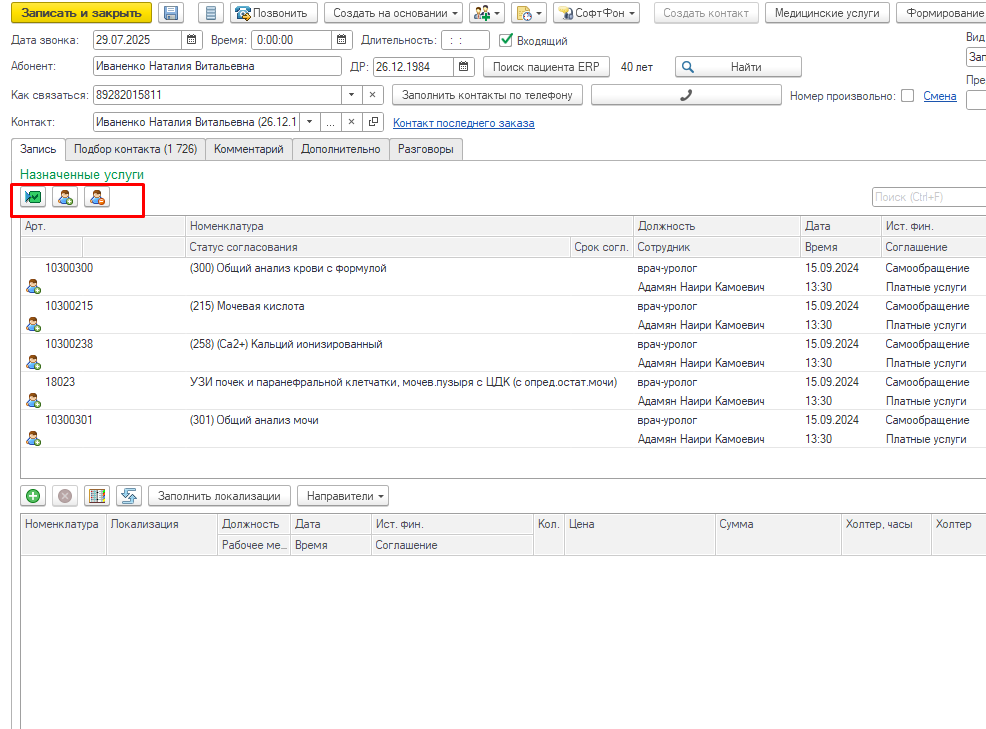 Записать и закрыть Позвонить Создать на основании СофтФон Создать контакт Медицинские услуги Формирование
Дата звонка: 29.07.2025 Время: 0:00:00 Длительность: : : Входящий Вид
Абонент: Иваненко Наталия Витальевна ДР: 26.12.1984 Поиск пациента ERP 40 лет Найти Зап
Пре
Как связаться: 89282015811 Заполнить контакты по телефону Номер произвольно: Смена
Контакт: Иваненко Наталия Витальевна (26.12.1 ... Контакт последнего заказа
Запись Подбор контакта (1 726) Комментарий Дополнительно Разговоры
Назначенные услуги
Поиск (Ctrl+F)
Арт. Номенклатура Должность Дата Ист. фин.
Статус согласования Срок согл. Сотрудник Время Соглашение
10300300 (300) Общий анализ крови с формулой врач-уролог 15.09.2024 Самообращение
Адамян Наири Камоевич 13:30 Платные услуги
10300215 (215) Мочевая кислота врач-уролог 15.09.2024 Самообращение
Адамян Наири Камоевич 13:30 Платные услуги
10300238 (258) (Ca2+) Кальций ионизированный врач-уролог 15.09.2024 Самообращение
Адамян Наири Камоевич 13:30 Платные услуги
18023 УЗИ почек и паранефральной клетчатки, мочев.пузыря с ЦДК (с опред.остат.мочи) врач-уролог 15.09.2024 Самообращение
Адамян Наири Камоевич 13:30 Платные услуги
10300301 (301) Общий анализ мочи врач-уролог 15.09.2024 Самообращение
Адамян Наири Камоевич 13:30 Платные услуги
Заполнить локализации Направители
Номенклатура Локализация Должность Дата Ист. фин. Кол. Цена Сумма Холтер, часы Холтер
Рабочее ме... Время Соглашение